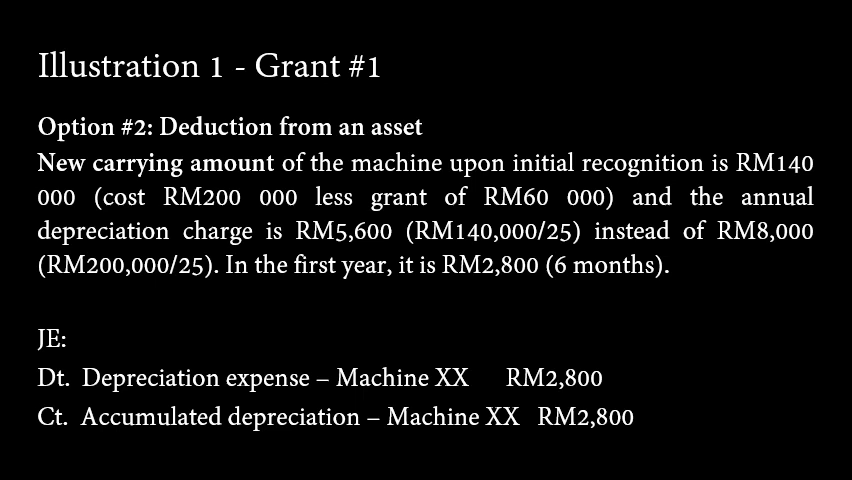 Illustration 1 - Grant #1
Option #2: Deduction from an asset
New carrying amount of the machine upon initial recognition is RM140
000 (cost RM200 000 less grant of RM60 000) and the annual
depreciation charge is RM5,600 (RM140,000/25) instead of RM8,000
(RM200,000/25). In the first year, it is RM2,800 (6 months).
JE:
Dt. Depreciation expense – Machine XX RM2,800
Ct. Accumulated depreciation – Machine XX RM2,800